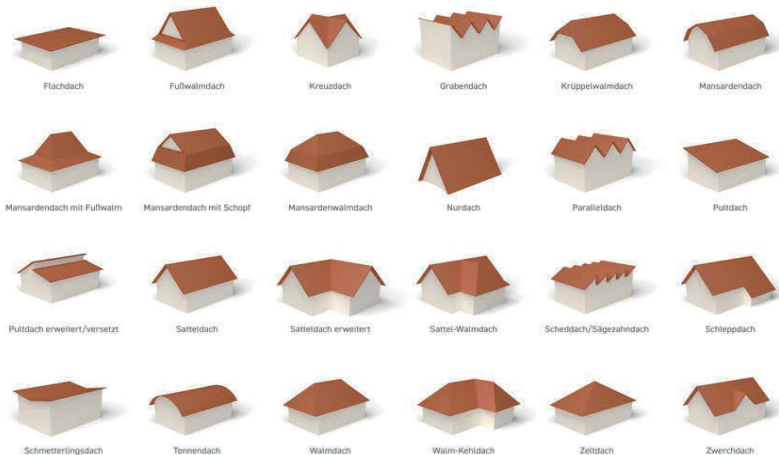 Flachdach
Fußwalmdach
Kreuzdach
Grabendach
Krüppelwalmdach
Mansardendach
Mansardendach mit Fußwalm
Mansardendach mit Schopf
Mansardenwalmdach
Nurdach
Paralleldach
Pultdach
Pultdach erweitert/versetzt
Satteldach
Satteldach erweitert
Sattel-Walmdach
Scheddach/Sägezahndach
Schleppdach
Schmetterlingsdach
Tonnendach
Walmdach
Walm-Kehldach
Zeltdach
Zwerchdach